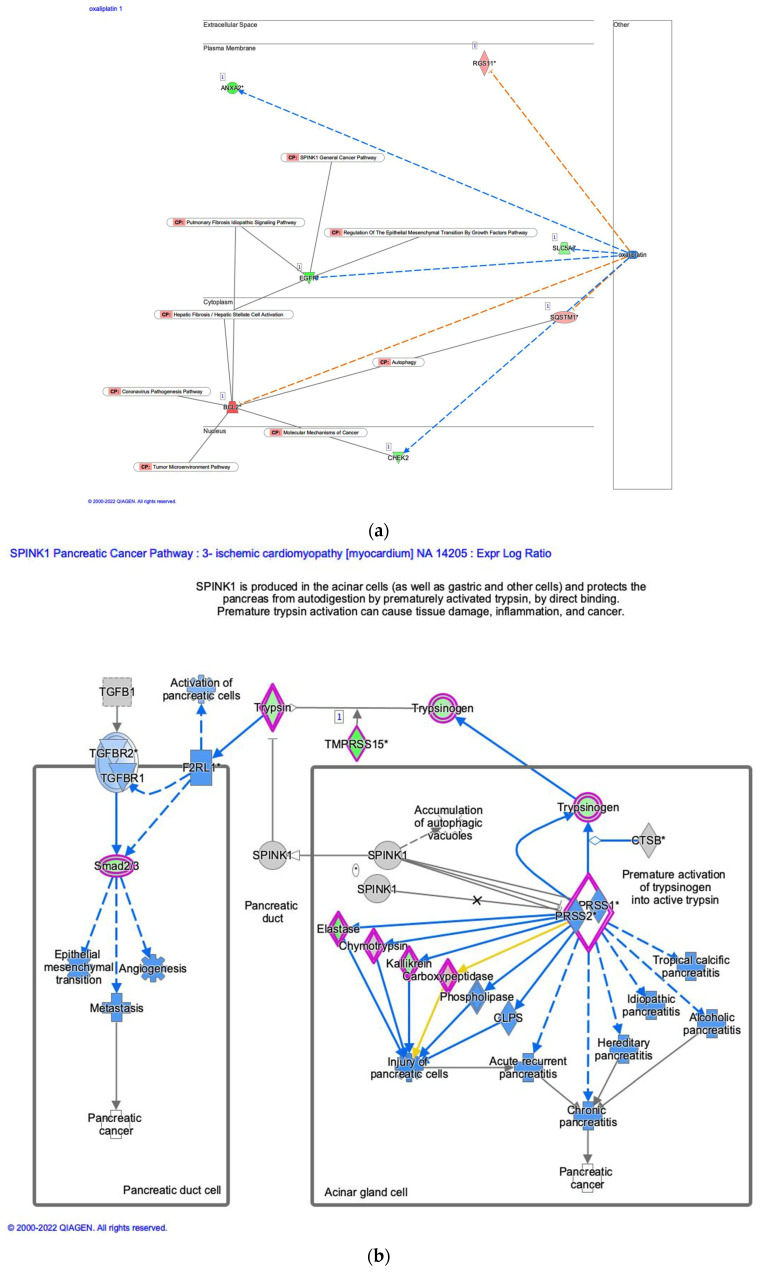 oxaliplatin 1
Extracellular Space
Other
Plasma Membrane
1
RGS11*
1
ANXA2*
CP: SPINK1 General Cancer Pathway
CP: Pulmonary Fibrosis Idiopathic Signaling Pathway
CP: Regulation Of The Epithelial Mesenchymal Transition By Growth Factors Pathway
1
SLC5A8*
oxaliplatin
1
EGFR*
Cytoplasm
1
CP: Hepatic Fibrosis / Hepatic Stellate Cell Activation
SQSTM1*
CP: Autophagy
CP: Coronavirus Pathogenesis Pathway
1
BCL2*
Nucleus
CP: Molecular Mechanisms of Cancer
1
CHEK2
CP: Tumor Microenvironment Pathway
© 2000-2022 QIAGEN. All rights reserved.
(a)
SPINK1 Pancreatic Cancer Pathway : 3- ischemic cardiomyopathy [myocardium] NA 14205 : Expr Log Ratio
SPINK1 is produced in the acinar cells (as well as gastric and other cells) and protects the
pancreas from autodigestion by prematurely activated trypsin, by direct binding.
Premature trypsin activation can cause tissue damage, inflammation, and cancer.
TGFB1
Activation of
pancreatic cells
Trypsin
Trypsinogen
1
TMPRSS15*
TGFBR2*
TGFBR1
F2RL1*
Trypsinogen
Accumulation
of autophagic
vacuoles
CTSB*
Smad2/3
SPINK1
SPINK1
*
SPINK1
Premature activation
of trypsinogen
into active trypsin
Pancreatic
duct
PRSS1*
PRSS2*
Elastase
Chymotrypsin
Kallikrein
Carboxypeptidase
Phospholipase
CLPS
Epithelial
mesenchymal
transition
Angiogenesis
Metastasis
Tropical calcific
pancreatitis
Idiopathic
pancreatitis
Alcoholic
pancreatitis
Hereditary
pancreatitis
Injury of
pancreatic cells
Acute recurrent
pancreatitis
Chronic
pancreatitis
Pancreatic
cancer
Pancreatic
cancer
Pancreatic duct cell
Acinar gland cell
© 2000-2022 QIAGEN. All rights reserved.
(b)